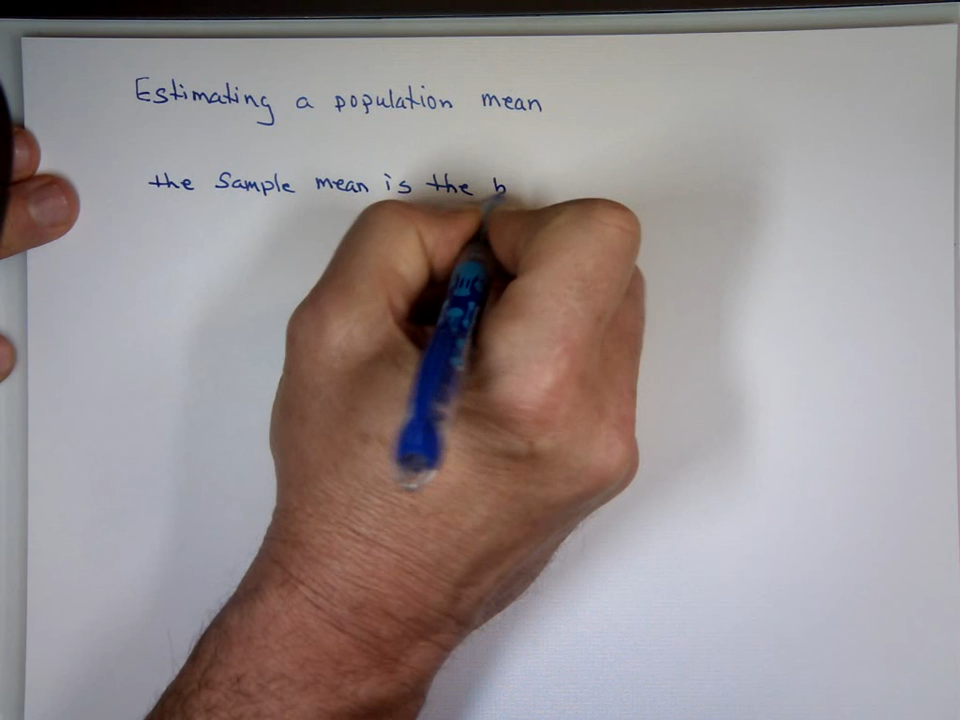 Estimating a population mean
the sample mean is the b